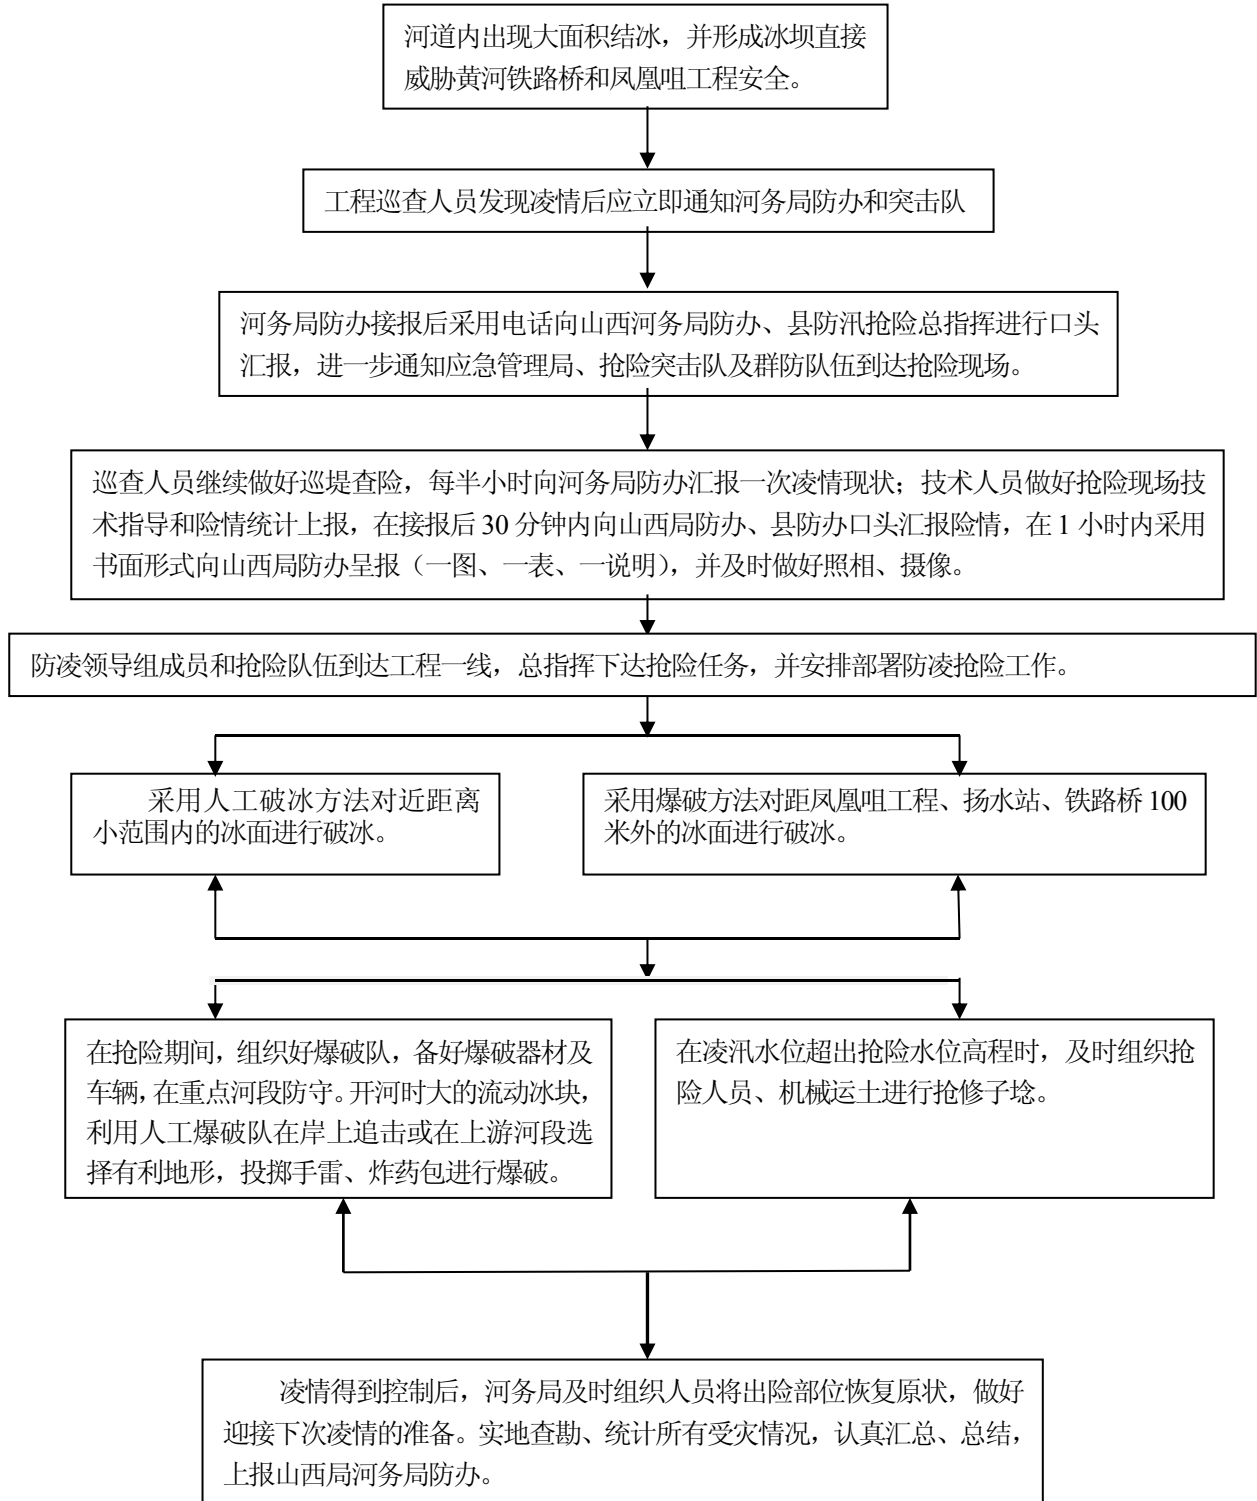 河道内出现大面积结冰，并形成冰坝直接
威胁黄河铁路桥和凤凰咀工程安全。
工程巡查人员发现凌情后应立即通知河务局防办和突击队
河务局防办接报后采用电话向山西河务局防办、县防汛抢险总指挥进行口头
汇报，进一步通知应急管理局、抢险突击队及群防队伍到达抢险现场。
巡查人员继续做好巡堤查险，每半小时向河务局防办汇报一次凌情现状；技术人员做好抢险现场技
术指导和险情统计上报，在接报后 30 分钟内向山西局防办、县防办口头汇报险情，在 1 小时内采用
书面形式向山西局防办呈报（一图、一表、一说明），并及时做好照相、摄像。
防凌领导组成员和抢险队伍到达工程一线，总指挥下达抢险任务，并安排部署防凌抢险工作。
采用人工破冰方法对近距离
小范围内的冰面进行破冰。
采用爆破方法对距凤凰咀工程、扬水站、铁路桥 100
米外的冰面进行破冰。
在抢险期间，组织好爆破队，备好爆破器材及
车辆，在重点河段防守。开河时大的流动冰块，
利用人工爆破队在岸上追击或在上游河段选
择有利地形，投掷手雷、炸药包进行爆破。
在凌汛水位超出抢险水位高程时，及时组织抢
险人员、机械运土进行抢修子埝。
凌情得到控制后，河务局及时组织人员将出险部位恢复原状，做好
迎接下次凌情的准备。实地查勘、统计所有受灾情况，认真汇总、总结，
上报山西局河务局防办。